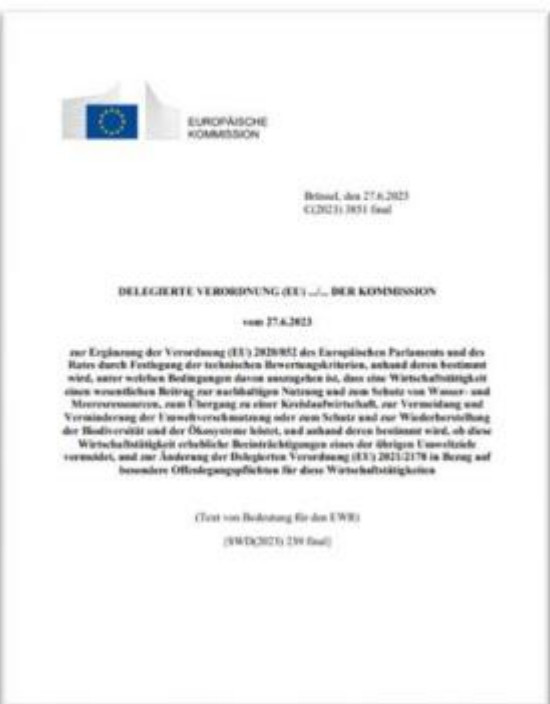 EUROPÄISCHE
KOMMISSION
Brüssel, den 27.6.2023
C(2023) 3851 final
DELEGIERTE VERORDNUNG (EU) .../... DER KOMMISSION
vom 27.6.2023
zur Ergänzung der Verordnung (EU) 2020/852 des Europäischen Parlaments und des
Rates durch Festlegung der technischen Bewertungskriterien, anhand deren bestimmt
wird, unter welchen Bedingungen davon auszugehen ist, dass eine Wirtschaftstätigkeit
einen wesentlichen Beitrag zur nachhaltigen Nutzung und zum Schutz von Wasser- und
Meeresressourcen, zum Übergang zu einer Kreislaufwirtschaft, zur Vermeidung und
Verminderung der Umweltverschmutzung oder zum Schutz und zur Wiederherstellung
der Biodiversität und der Ökosysteme leistet, und anhand deren bestimmt wird, ob diese
Wirtschaftstätigkeit erhebliche Beeinträchtigungen eines der übrigen Umweltziele
vermeidet, und zur Änderung der Delegierten Verordnung (EU) 2021/2178 in Bezug auf
besondere Offenlegungspflichten für diese Wirtschaftstätigkeiten
(Text von Bedeutung für den EWR)
{SWD(2023) 239 final}